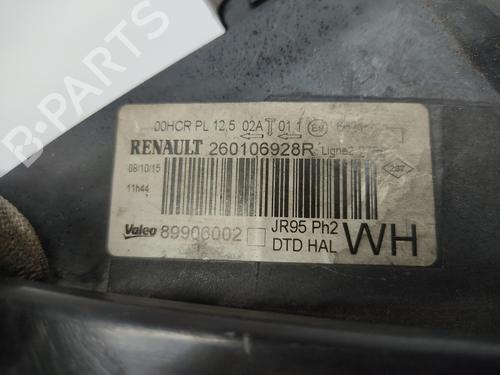 B-PARTS
00HCR PL 12,5 02A T 01 1
RENAULT 260106928R Ligne2
08/10/15
11h44
Valeo 89906002 JR95 Ph2
DTD HAL WH